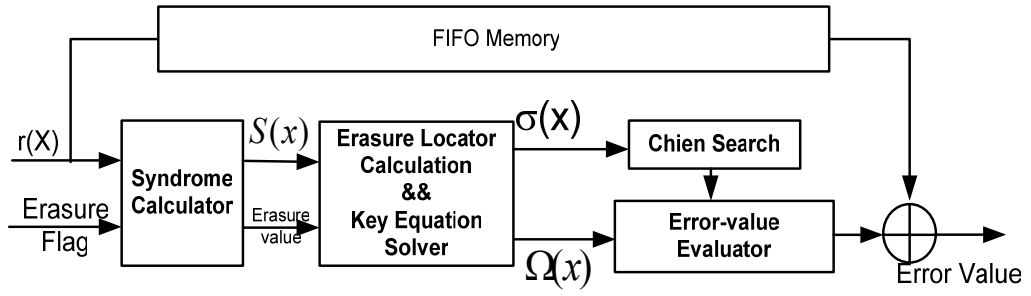 FIFO Memory
r(X)
Erasure
Flag
Syndrome
Calculator
S(x)
Erasure
value
Erasure Locator
Calculation
&&
Key Equation
Solver
σ(x)
Ω(x)
Chien Search
Error-value
Evaluator
Error Value